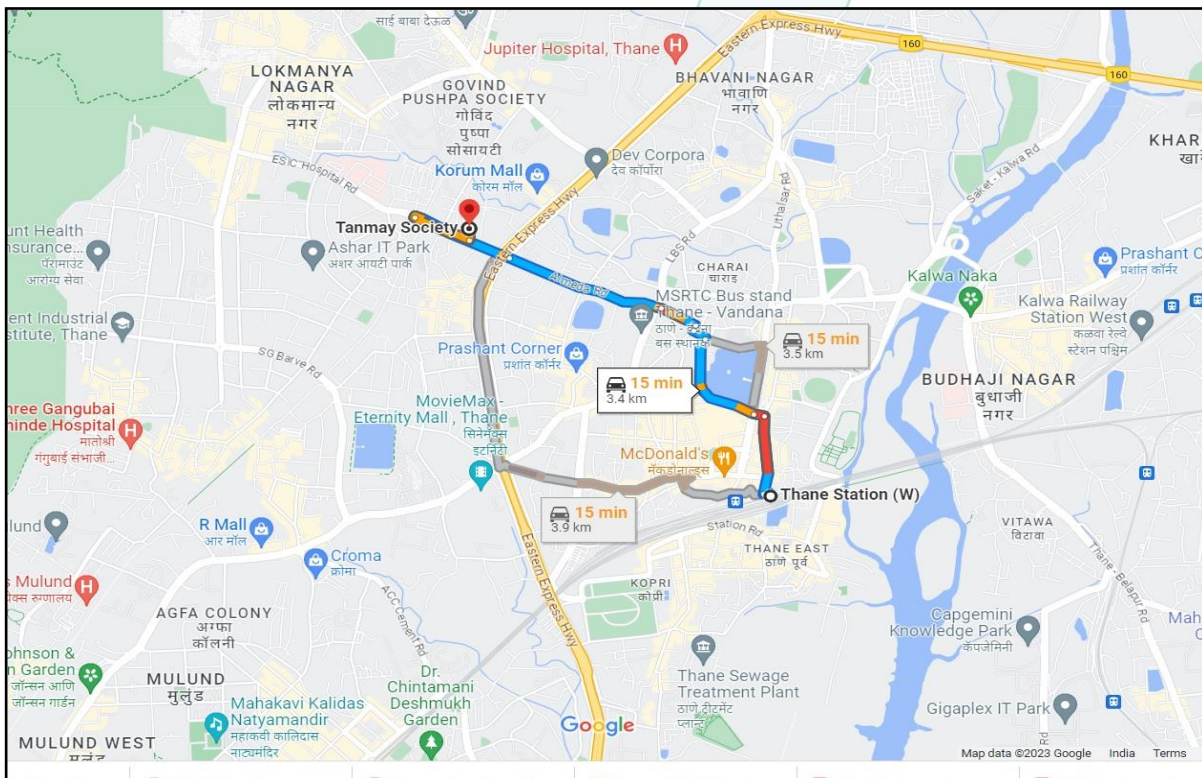 साई बाबा देऊळ
Jupiter Hospital, Thane
Eastern Express Hwy
160
160
LOKMANYA
NAGAR
लोकमान्य
नगर
GOVIND
PUSHPA SOCIETY
गोविंद
पुष्पा
सोसायटी
BHAVANI NAGAR
भावाणि
नगर
ESIC Hospital Rd
Korum Mall
कोरम मॉल
Dev Corpora
देव कॉर्पोरा
Eastern Express Hwy
Uthalsar Rd
Saket - Kalwa Rd
KHAR
Tanmay Society
Ashar IT Park
अशर आयटी पार्क
Eastern Express Hwy
LBS Rd
CHARAI
चाराइ
Almeda Rd
unt Health
nsurance...
पॅरामाउंट
आरोग्य सेवा
Kalwa Naka
Prashant C
प्रशांत कॉर्नर
MSRTC Bus stand
Thane - Vandana
बस स्थानक
ent Industrial
stitute, Thane
Kalwa Railway
Station West
कळवा रेल्वे
स्टेशन पश्चिम
SG Barve Rd
Prashant Corner
प्रशांत कॉर्नर
15 min
3.5 km
15 min
3.4 km
BUDHAJI NAGAR
बुधाजी
नगर
MovieMax -
Eternity Mall , Thane
सिनेमॅक्स
इटर्निटी
hree Gangubai
hinde Hospital
मातोश्री
गंगुबाई संभाजी...
McDonald's
मॅकडोनाल्ड्स
Thane Station (W)
15 min
3.9 km
Station Rd
THANE EAST
ठाणे पूर्व
VITAWA
विटावा
Thane - Belapur Rd
ulund
R Mall
आर मॉल
Croma
क्रोमा
s Mulund
Eastern Express Hwy
KOPRI
कोप्री
ACC Cement Rd
AGFA COLONY
अग्फा
कॉलनी
Capgemini
Knowledge Park
कॅपजेमिनी
Mah
ohnson &
n Garden
जॉन्सन आणि
जॉन्सन गार्डन
MULUND
मुलुंड
Dr.
Chintamani
Deshmukh
Garden
Thane Sewage
Treatment Plant
ठाणे
प्लान्ट
Mahakavi Kalidas
Natyamandir
महाकवी कालिदास
नाट्यमंदिर
Gigaplex IT Park
Rd
MULUND WEST
Google
Map data ©2023 Google India Terms